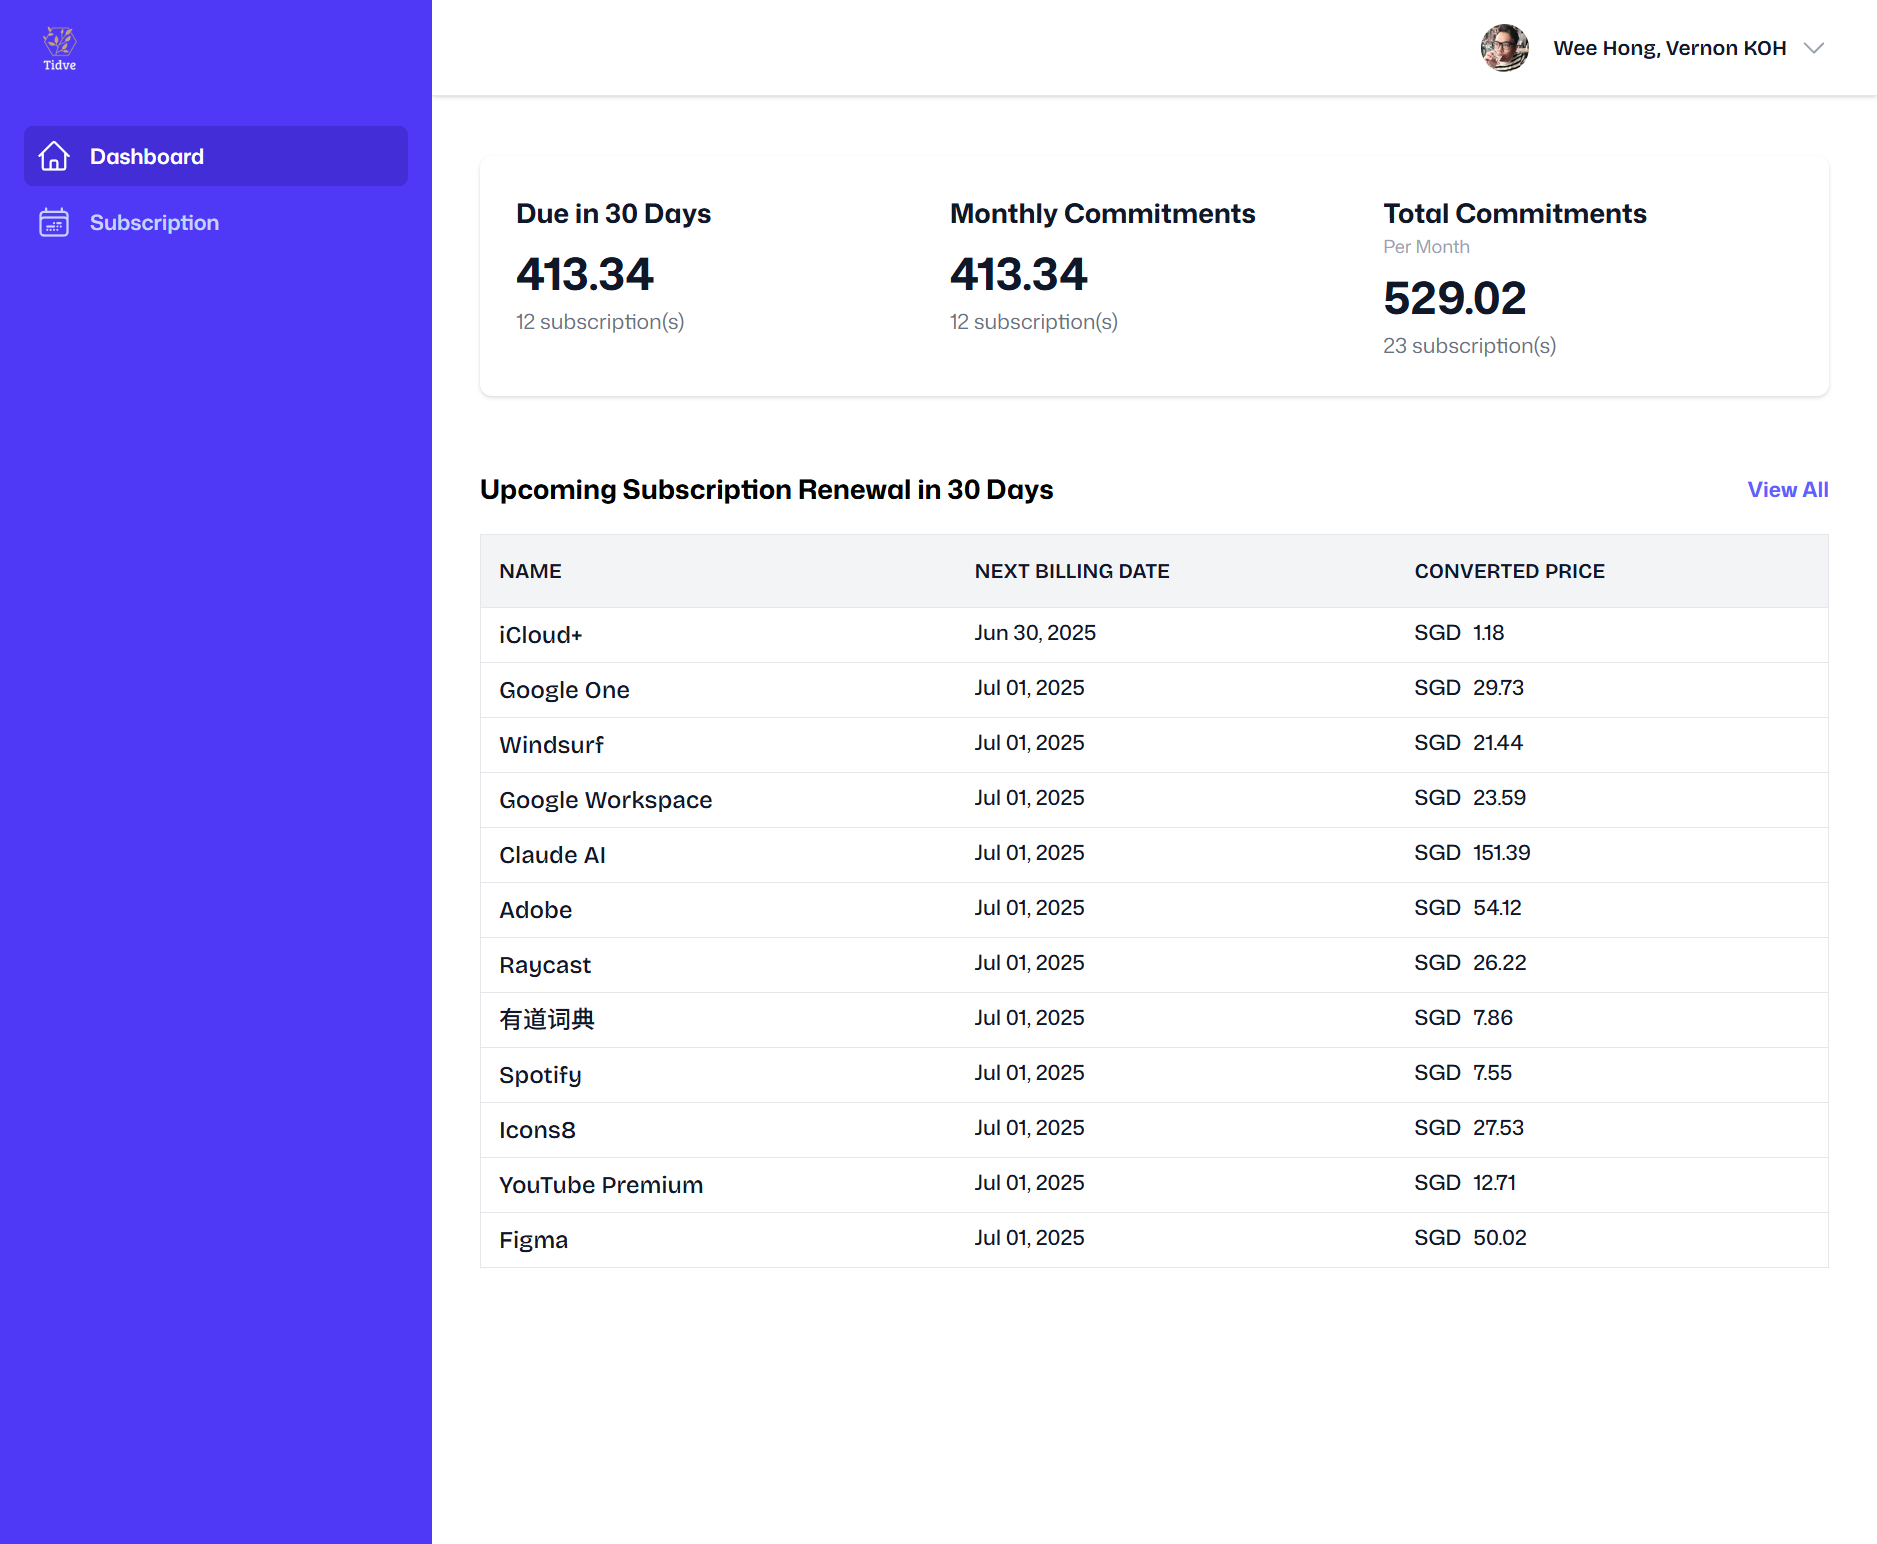 Tidve
Wee Hong, Vernon KOH
Dashboard
Subscription
Due in 30 Days
413.34
12 subscription(s)
Monthly Commitments
413.34
12 subscription(s)
Total Commitments
Per Month
529.02
23 subscription(s)
Upcoming Subscription Renewal in 30 Days
View All
NAME NEXT BILLING DATE CONVERTED PRICE
iCloud+ Jun 30, 2025 SGD 1.18
Google One Jul 01, 2025 SGD 29.73
Windsurf Jul 01, 2025 SGD 21.44
Google Workspace Jul 01, 2025 SGD 23.59
Claude AI Jul 01, 2025 SGD 151.39
Adobe Jul 01, 2025 SGD 54.12
Raycast Jul 01, 2025 SGD 26.22
有道词典 Jul 01, 2025 SGD 7.86
Spotify Jul 01, 2025 SGD 7.55
Icons8 Jul 01, 2025 SGD 27.53
YouTube Premium Jul 01, 2025 SGD 12.71
Figma Jul 01, 2025 SGD 50.02